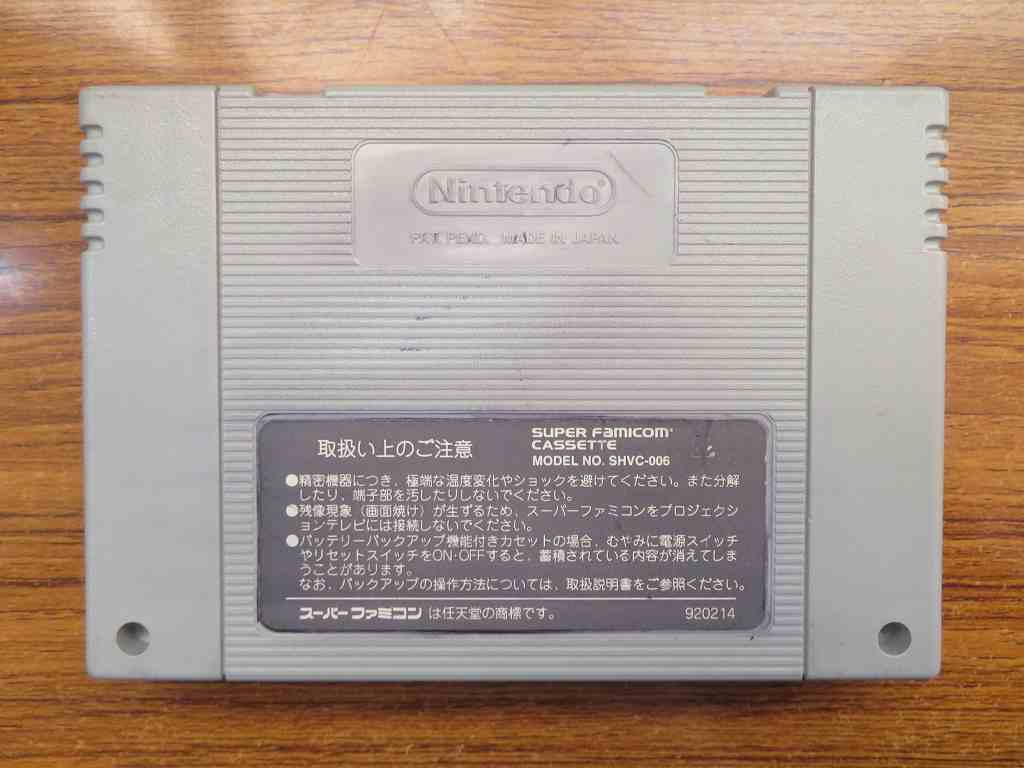 Nintendo®
PAT. PEND. MADE IN JAPAN
取扱い上のご注意
SUPER FAMICOM
CASSETTE
MODEL NO. SHVC-006
●精密機器につき、極端な温度変化やショックを避けてください。また分解
したり、端子部を汚したりしないでください。
●残像現象（画面焼け）が生ずるため、スーパーファミコンをプロジェクシ
ョンテレビには接続しないでください。
●バッテリーバックアップ機能付きカセットの場合、むやみに電源スイッチ
やリセットスイッチをON・OFFすると、蓄積されている内容が消えてしま
うことがあります。
なお、バックアップの操作方法については、取扱説明書をご参照ください。
スーパーファミコン は任天堂の商標です。
920214